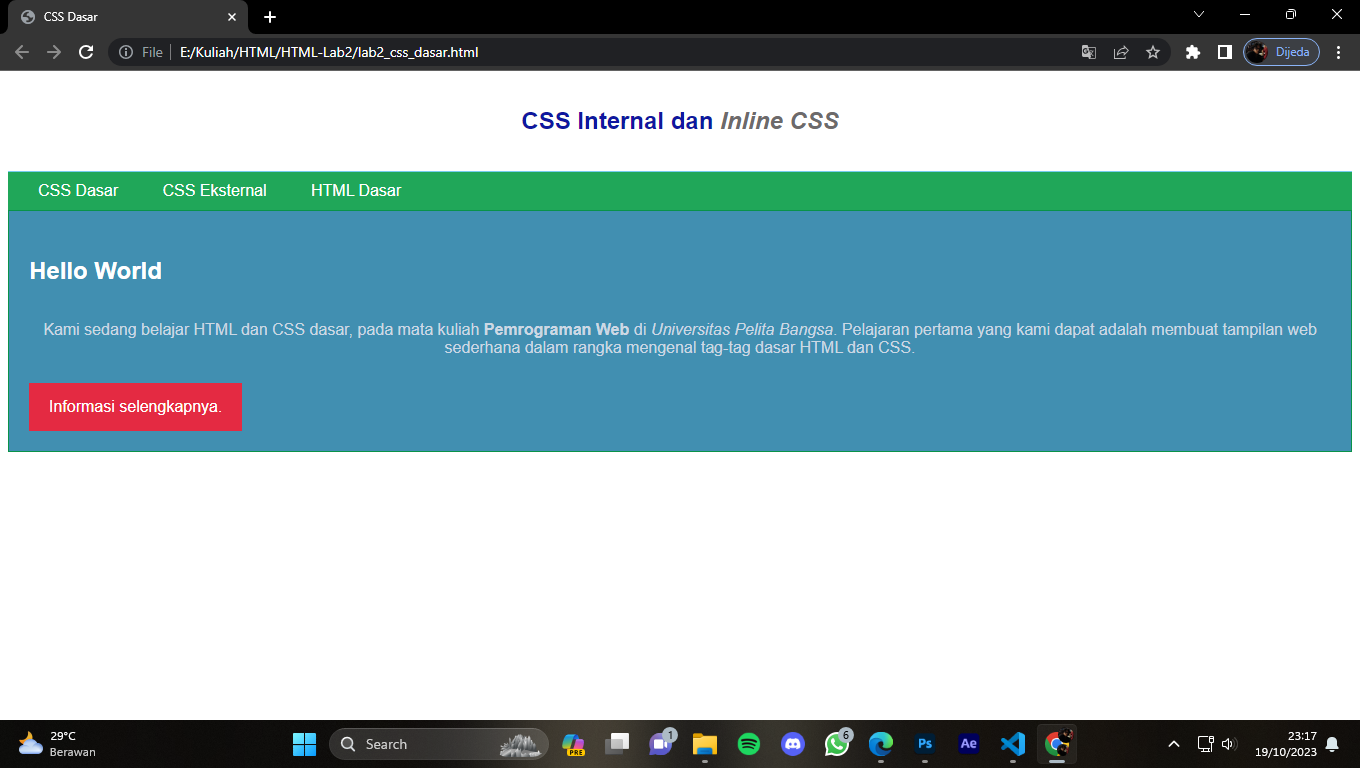 CSS Dasar
File
E:/Kuliah/HTML/HTML-Lab2/lab2_css_dasar.html
Dijeda
CSS Internal dan Inline CSS
CSS Dasar CSS Eksternal HTML Dasar
Hello World
Kami sedang belajar HTML dan CSS dasar, pada mata kuliah Pemrograman Web di Universitas Pelita Bangsa. Pelajaran pertama yang kami dapat adalah membuat tampilan web
sederhana dalam rangka mengenal tag-tag dasar HTML dan CSS.
Informasi selengkapnya.
29°C
Berawan
Search
PRE
1
6
Ps
Ae
23:17
19/10/2023